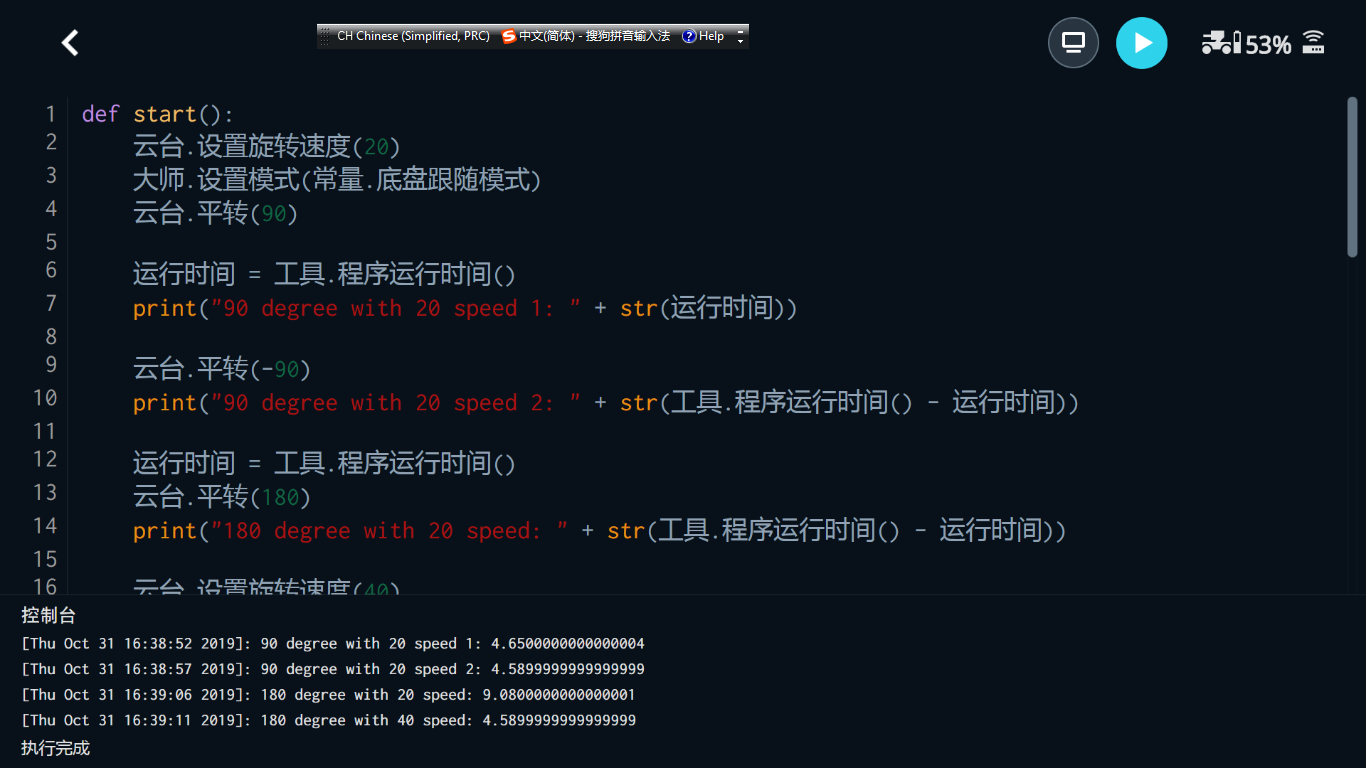 CH Chinese (Simplified, PRC) 中文(简体) - 搜狗拼音输入法 Help
53%
1 def start():
2 云台.设置旋转速度(20)
3 大师.设置模式(常量.底盘跟随模式)
4 云台.平转(90)
5
6 运行时间 = 工具.程序运行时间()
7 print("90 degree with 20 speed 1: " + str(运行时间))
8
9 云台.平转(-90)
10 print("90 degree with 20 speed 2: " + str(工具.程序运行时间() - 运行时间))
11
12 运行时间 = 工具.程序运行时间()
13 云台.平转(180)
14 print("180 degree with 20 speed: " + str(工具.程序运行时间() - 运行时间))
15
16 云台.设置旋转速度(40)
控制台
[Thu Oct 31 16:38:52 2019]: 90 degree with 20 speed 1: 4.6500000000000004
[Thu Oct 31 16:38:57 2019]: 90 degree with 20 speed 2: 4.5899999999999999
[Thu Oct 31 16:39:06 2019]: 180 degree with 20 speed: 9.0800000000000001
[Thu Oct 31 16:39:11 2019]: 180 degree with 40 speed: 4.5899999999999999
执行完成